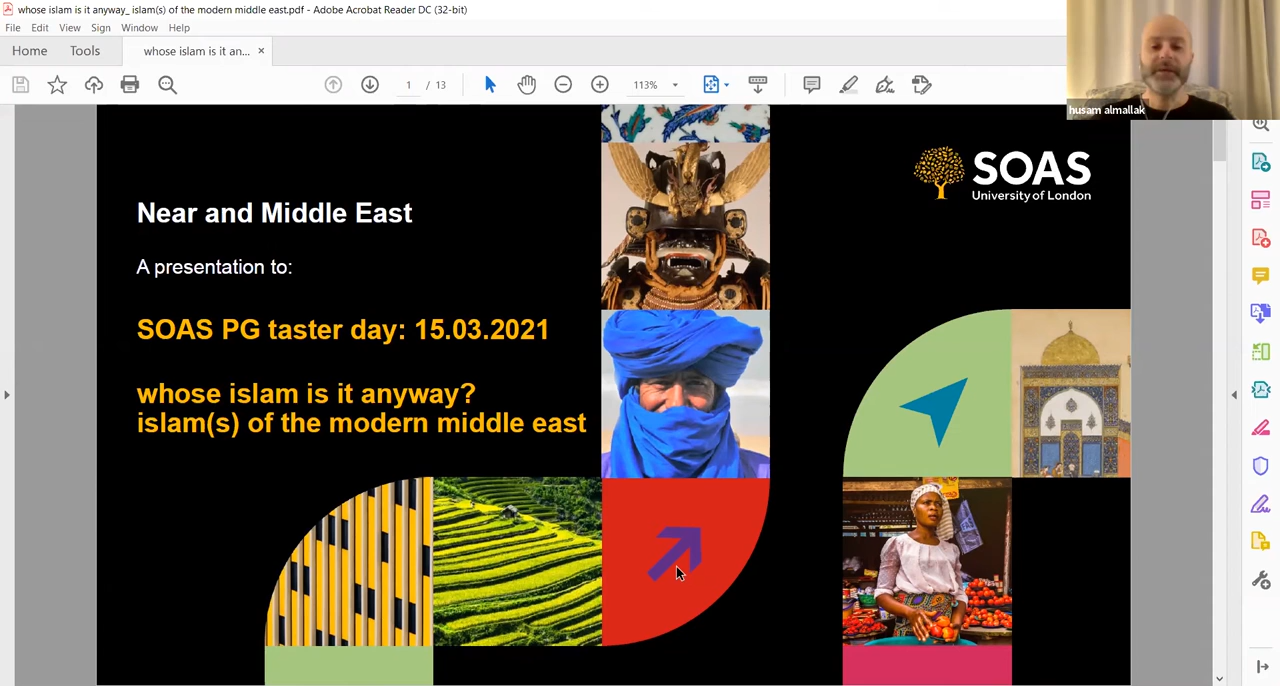 whose islam is it anyway_ islam(s) of the modern middle east.pdf - Adobe Acrobat Reader DC (32-bit)
File Edit View Sign Window Help
Home Tools whose islam is it an... ×
1 / 13 113%
husam almallak
SOAS
University of London
Near and Middle East
A presentation to:
SOAS PG taster day: 15.03.2021
whose islam is it anyway?
islam(s) of the modern middle east